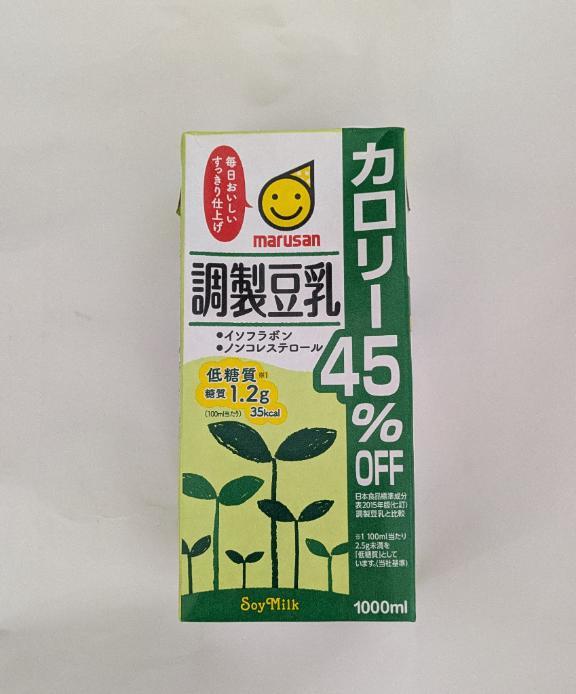 毎日おいしい
すっきり仕上げ
marusan
調製豆乳
●イソフラボン
●ノンコレステロール
低糖質※1
糖質1.2g
(100ml当たり) 35kcal
SoyMilk
カロリー
45
%
OFF
日本食品標準成分
表2015年版(七訂)
調製豆乳と比較
※1 100ml当たり
2.5g未満を
「低糖質」として
います。(当社基準)
1000ml